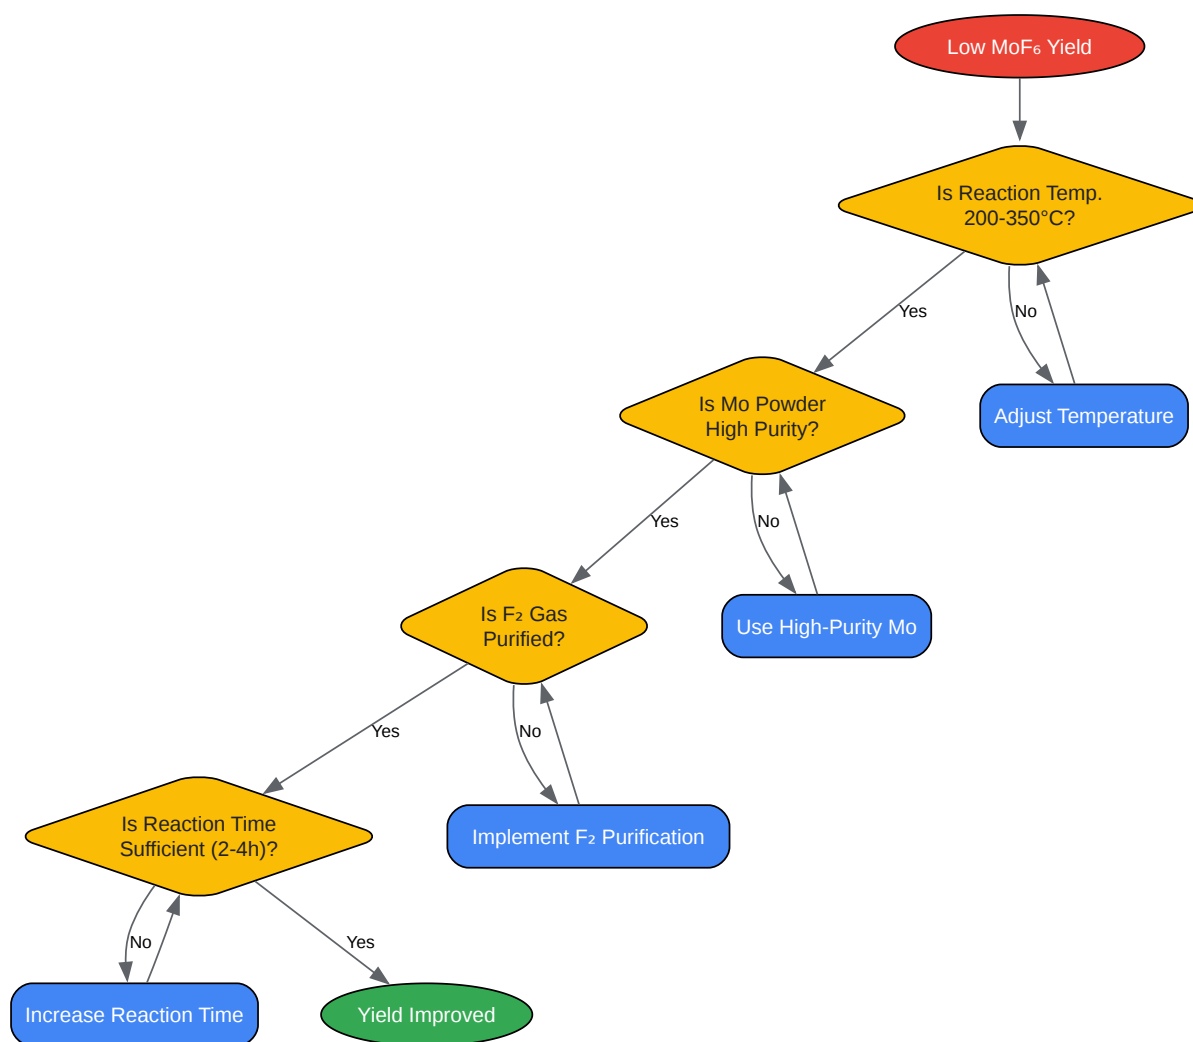 Low MoF₆ Yield
Is Reaction Temp.
200-350°C?
Yes
No
Is Mo Powder
High Purity?
Adjust Temperature
Yes
No
Is F₂ Gas
Purified?
Use High-Purity Mo
Yes
No
Is Reaction Time
Sufficient (2-4h)?
Implement F₂ Purification
No
Yes
Increase Reaction Time
Yield Improved